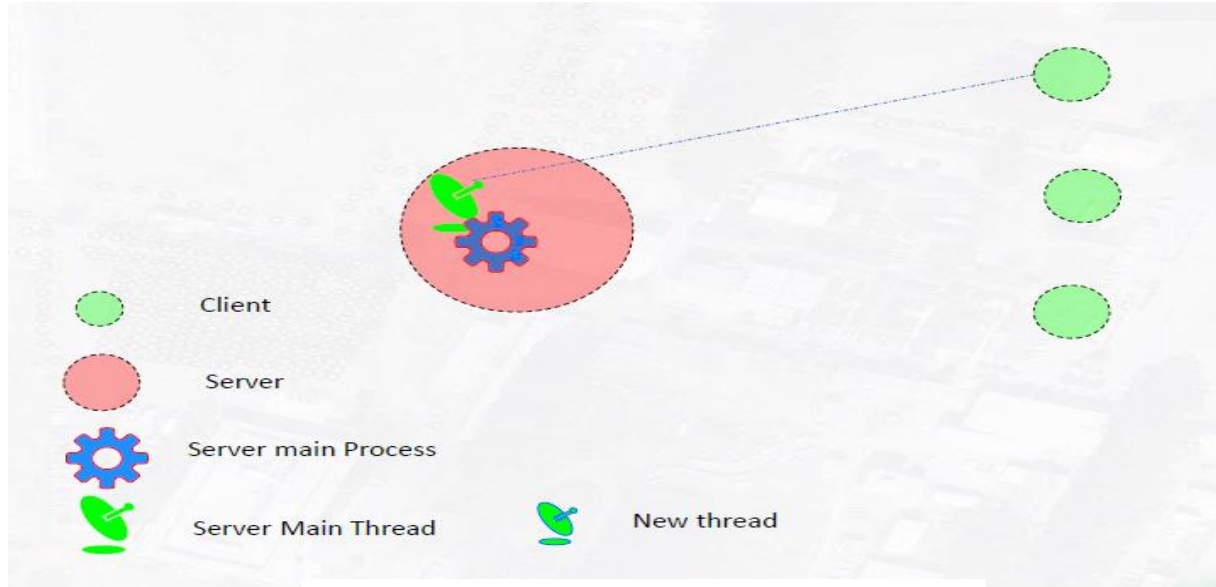 Client
Server
Server main Process
Server Main Thread
New thread